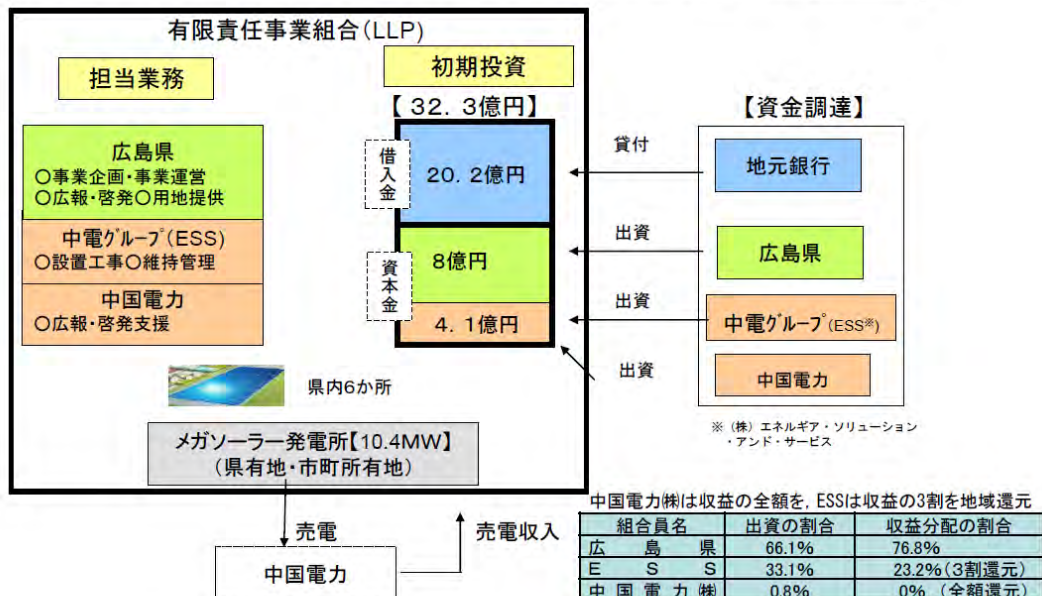 有限責任事業組合(LLP)
担当業務
初期投資
【 32. 3億円】
広島県
○事業企画・事業運営
○広報・啓発○用地提供
中電グループ(ESS)
○設置工事○維持管理
中国電力
○広報・啓発支援
借入金
20. 2億円
資本金
8億円
4. 1億円
県内6か所
メガソーラー発電所【10.4MW】
(県有地・市町所有地)
売電
売電収入
中国電力
【資金調達】
貸付
地元銀行
出資
広島県
出資
中電グループ(ESS※)
出資
中国電力
※ (株) エネルギア・ソリューション
・アンド・サービス
中国電力㈱は収益の全額を, ESSは収益の3割を地域還元
組合員名 出資の割合 収益分配の割合
広島県 66.1% 76.8%
E S S 33.1% 23.2%(3割還元)
中国電力㈱ 0.8% 0% (全額還元)